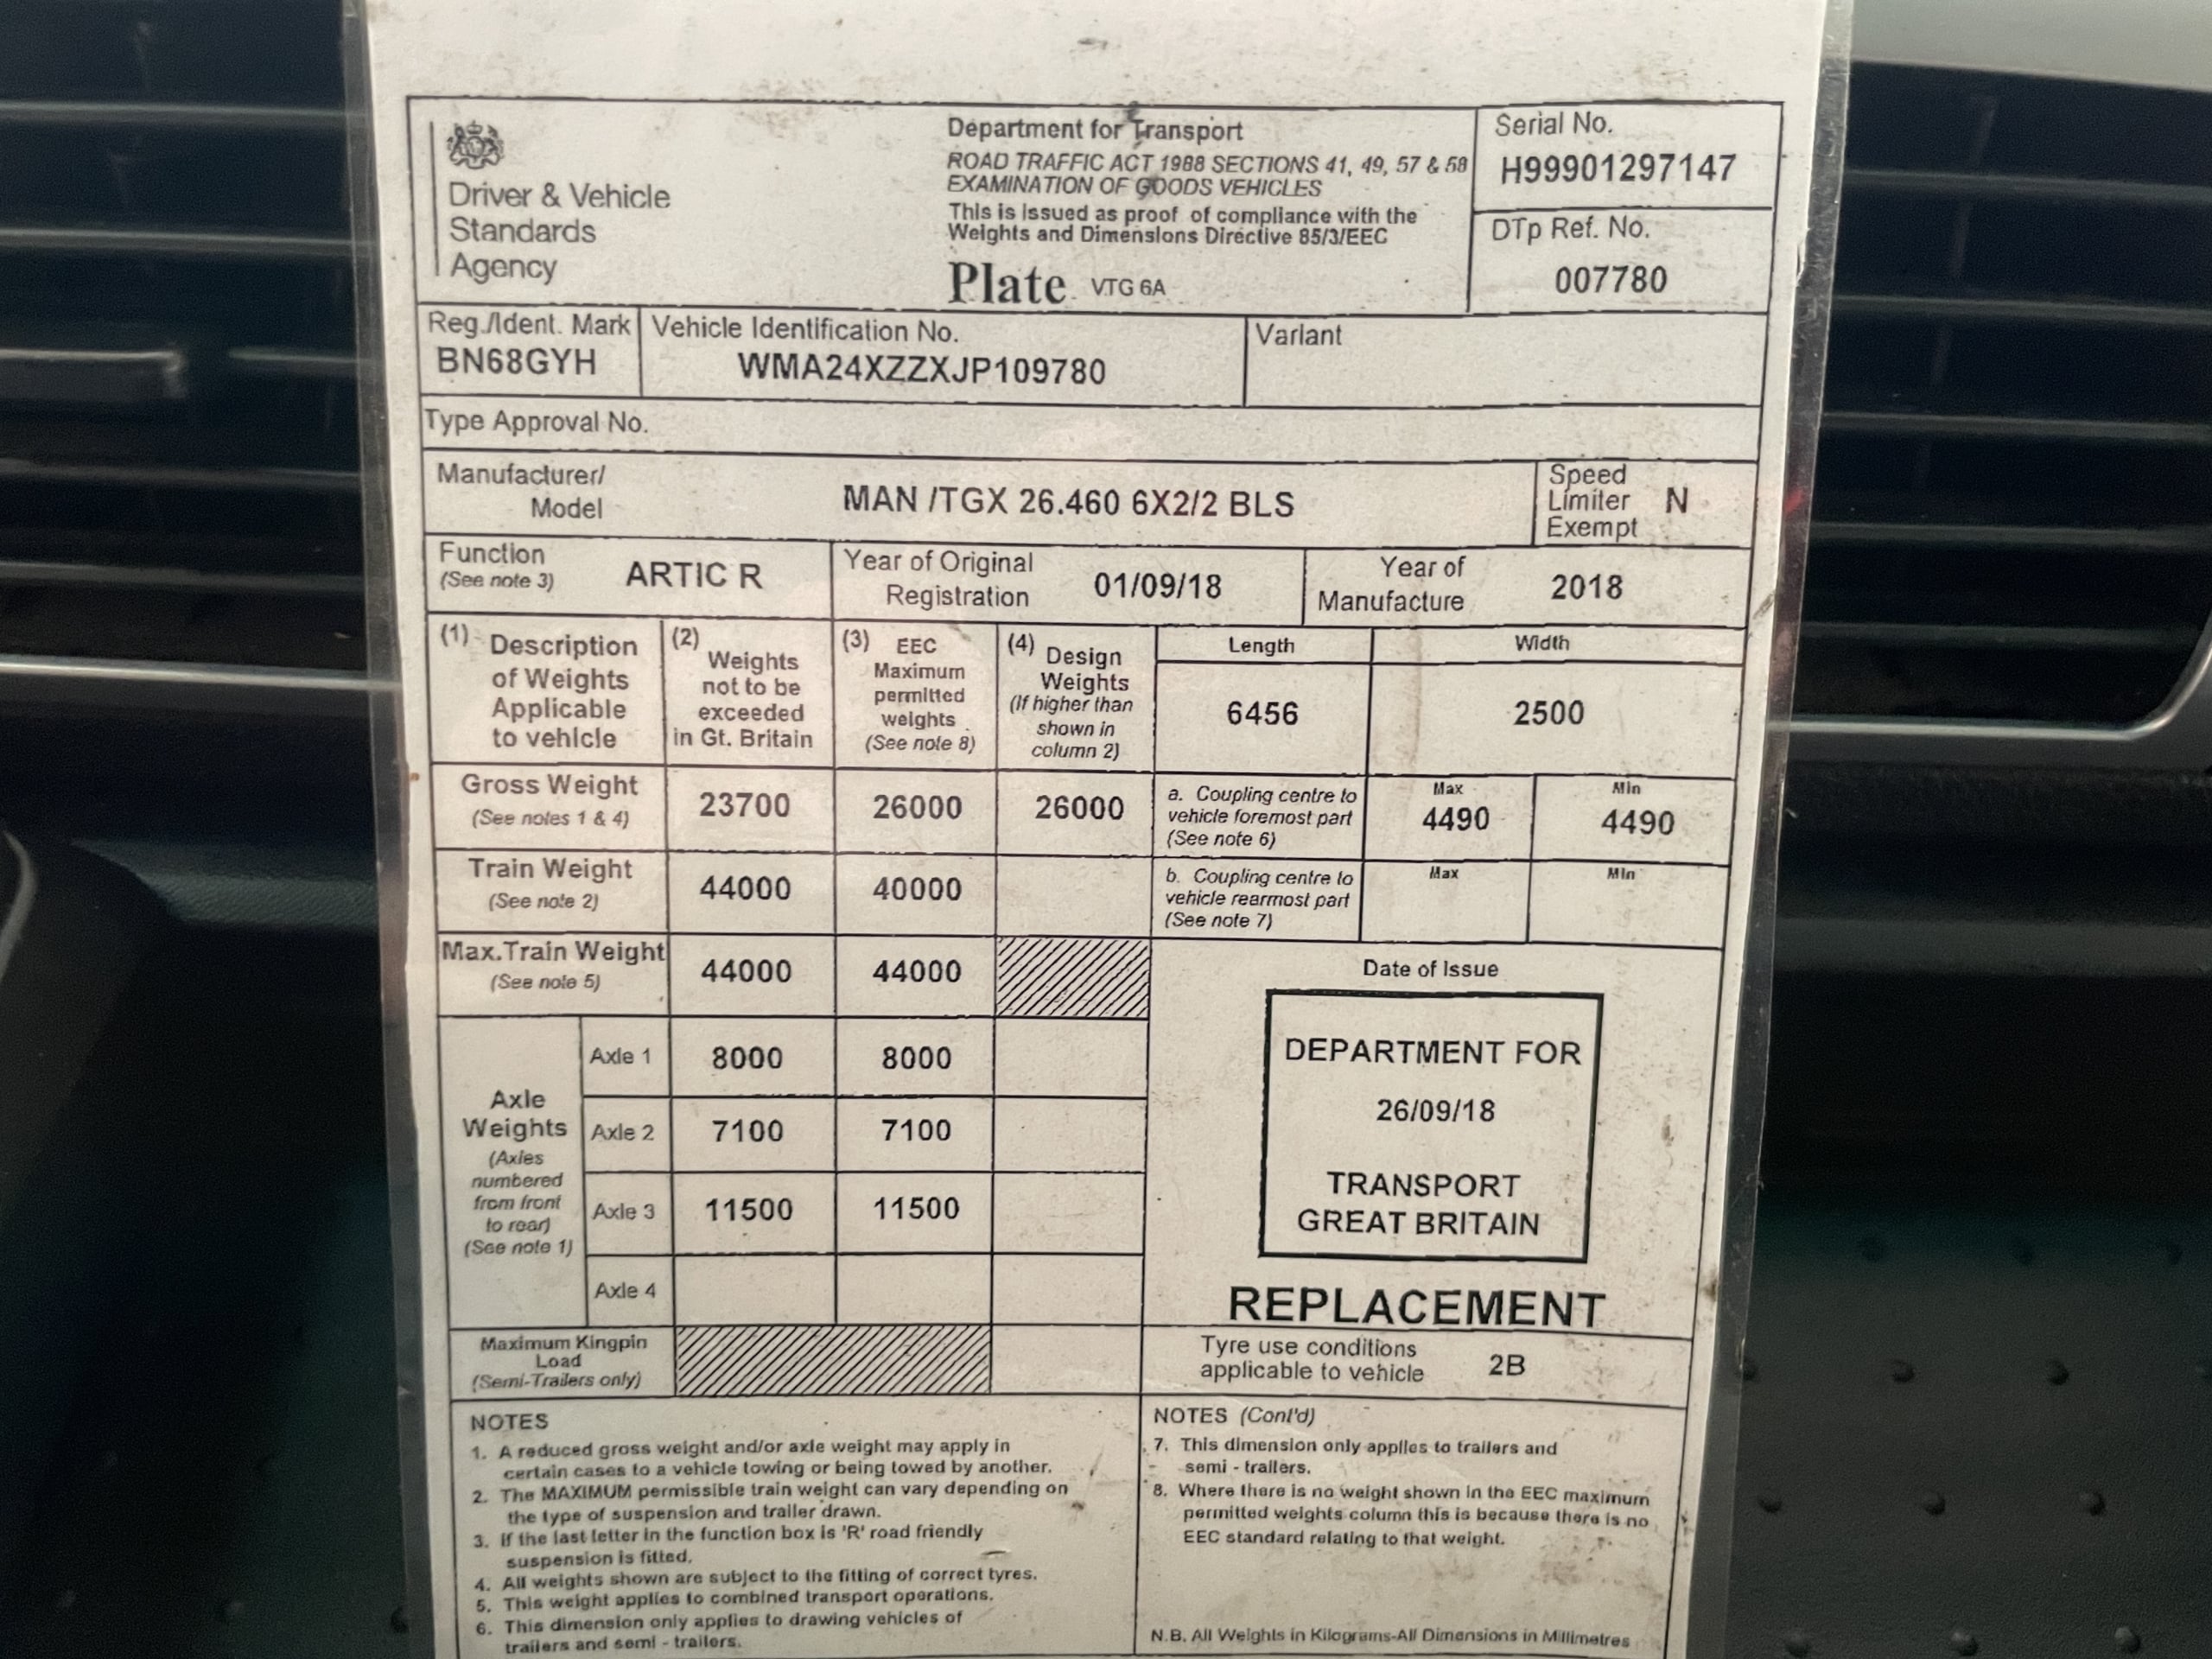 Driver & Vehicle
Standards
Agency
Department for Transport
ROAD TRAFFIC ACT 1988 SECTIONS 41, 49, 57 & 58
EXAMINATION OF GOODS VEHICLES
This is issued as proof of compliance with the
Weights and Dimensions Directive 85/3/EEC
Plate VTG 6A
Serial No.
H99901297147
DTp Ref. No.
007780
Reg./Ident. Mark
BN68GYH
Vehicle Identification No.
WMA24XZZXJP109780
Variant
Type Approval No.
Manufacturer/
Model
MAN /TGX 26.460 6X2/2 BLS
Speed
Limiter
Exempt
N
Function
(See note 3)
ARTIC R
Year of Original
Registration
01/09/18
Year of
Manufacture
2018
(1) Description
of Weights
Applicable
to vehicle
(2)
Weights
not to be
exceeded
in Gt. Britain
(3) EEC
Maximum
permitted
weights
(See note 8)
(4) Design
Weights
(If higher than
shown in
column 2)
Length
6456
Width
2500
Gross Weight
(See notes 1 & 4)
23700
26000
26000
a. Coupling centre to
vehicle foremost part
(See note 6)
Max
4490
Min
4490
Train Weight
(See note 2)
44000
40000
b. Coupling centre to
vehicle rearmost part
(See note 7)
Max
Min
Max.Train Weight
(See note 5)
44000
44000
Date of Issue
DEPARTMENT FOR
26/09/18
TRANSPORT
GREAT BRITAIN
REPLACEMENT
Axle
Weights
(Axles
numbered
from front
to rear)
(See note 1)
Axle 1
8000
8000
Axle 2
7100
7100
Axle 3
11500
11500
Axle 4
Maximum Kingpin
Load
(Semi-Trailers only)
Tyre use conditions
applicable to vehicle
2B
NOTES
1. A reduced gross weight and/or axle weight may apply in
certain cases to a vehicle towing or being towed by another.
2. The MAXIMUM permissible train weight can vary depending on
the type of suspension and trailer drawn.
3. If the last letter in the function box is 'R' road friendly
suspension is fitted.
4. All weights shown are subject to the fitting of correct tyres.
5. This weight applies to combined transport operations.
6. This dimension only applies to drawing vehicles of
trailers and semi - trailers.
NOTES (Cont'd)
7. This dimension only applies to trailers and
semi - trailers.
8. Where there is no weight shown in the EEC maximum
permitted weights column this is because there is no
EEC standard relating to that weight.
N.B. All Weights in Kilograms-All Dimensions in Millimetres